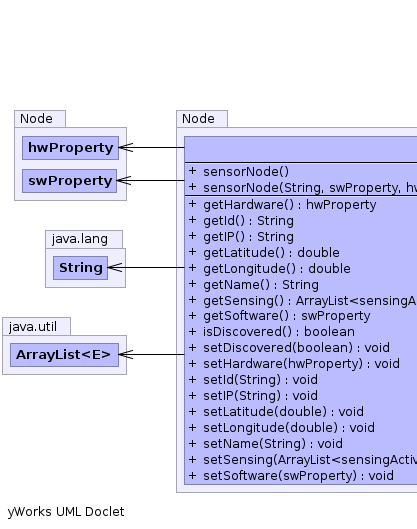 Node
hwProperty
swProperty
java.lang
String
java.util
ArrayList<E>
Node
+ sensorNode()
+ sensorNode(String, swProperty, hw
+ getHardware() : hwProperty
+ getId() : String
+ getIP() : String
+ getLatitude() : double
+ getLongitude() : double
+ getName() : String
+ getSensing() : ArrayList<sensingA
+ getSoftware() : swProperty
+ isDiscovered() : boolean
+ setDiscovered(boolean) : void
+ setHardware(hwProperty) : void
+ setId(String) : void
+ setIP(String) : void
+ setLatitude(double) : void
+ setLongitude(double) : void
+ setName(String) : void
+ setSensing(ArrayList<sensingActiv
+ setSoftware(swProperty) : void
yWorks UML Doclet